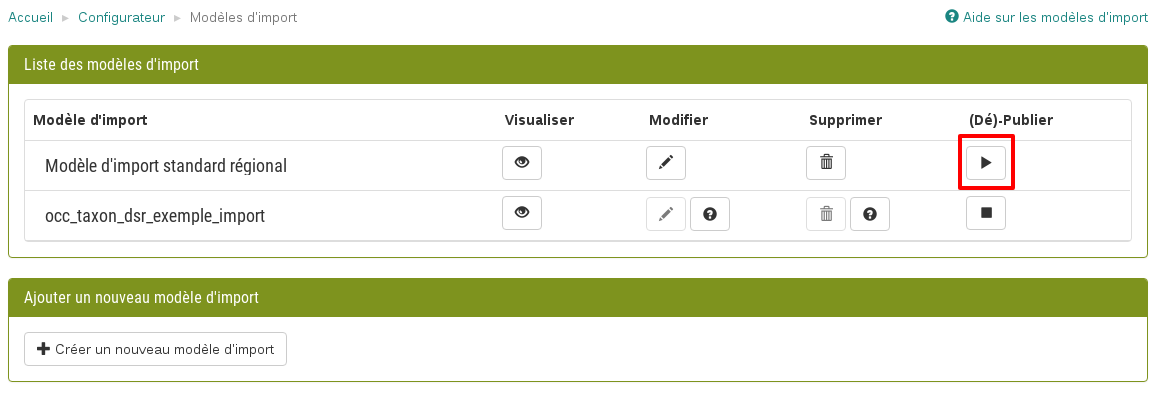 Accueil ▸ Configurateur ▸ Modèles d'import
Aide sur les modèles d'import
Liste des modèles d'import
Modèle d'import Visualiser Modifier Supprimer (Dé)-Publier
Modèle d'import standard régional
occ_taxon_dsr_exemple_import
Ajouter un nouveau modèle d'import
Créer un nouveau modèle d'import